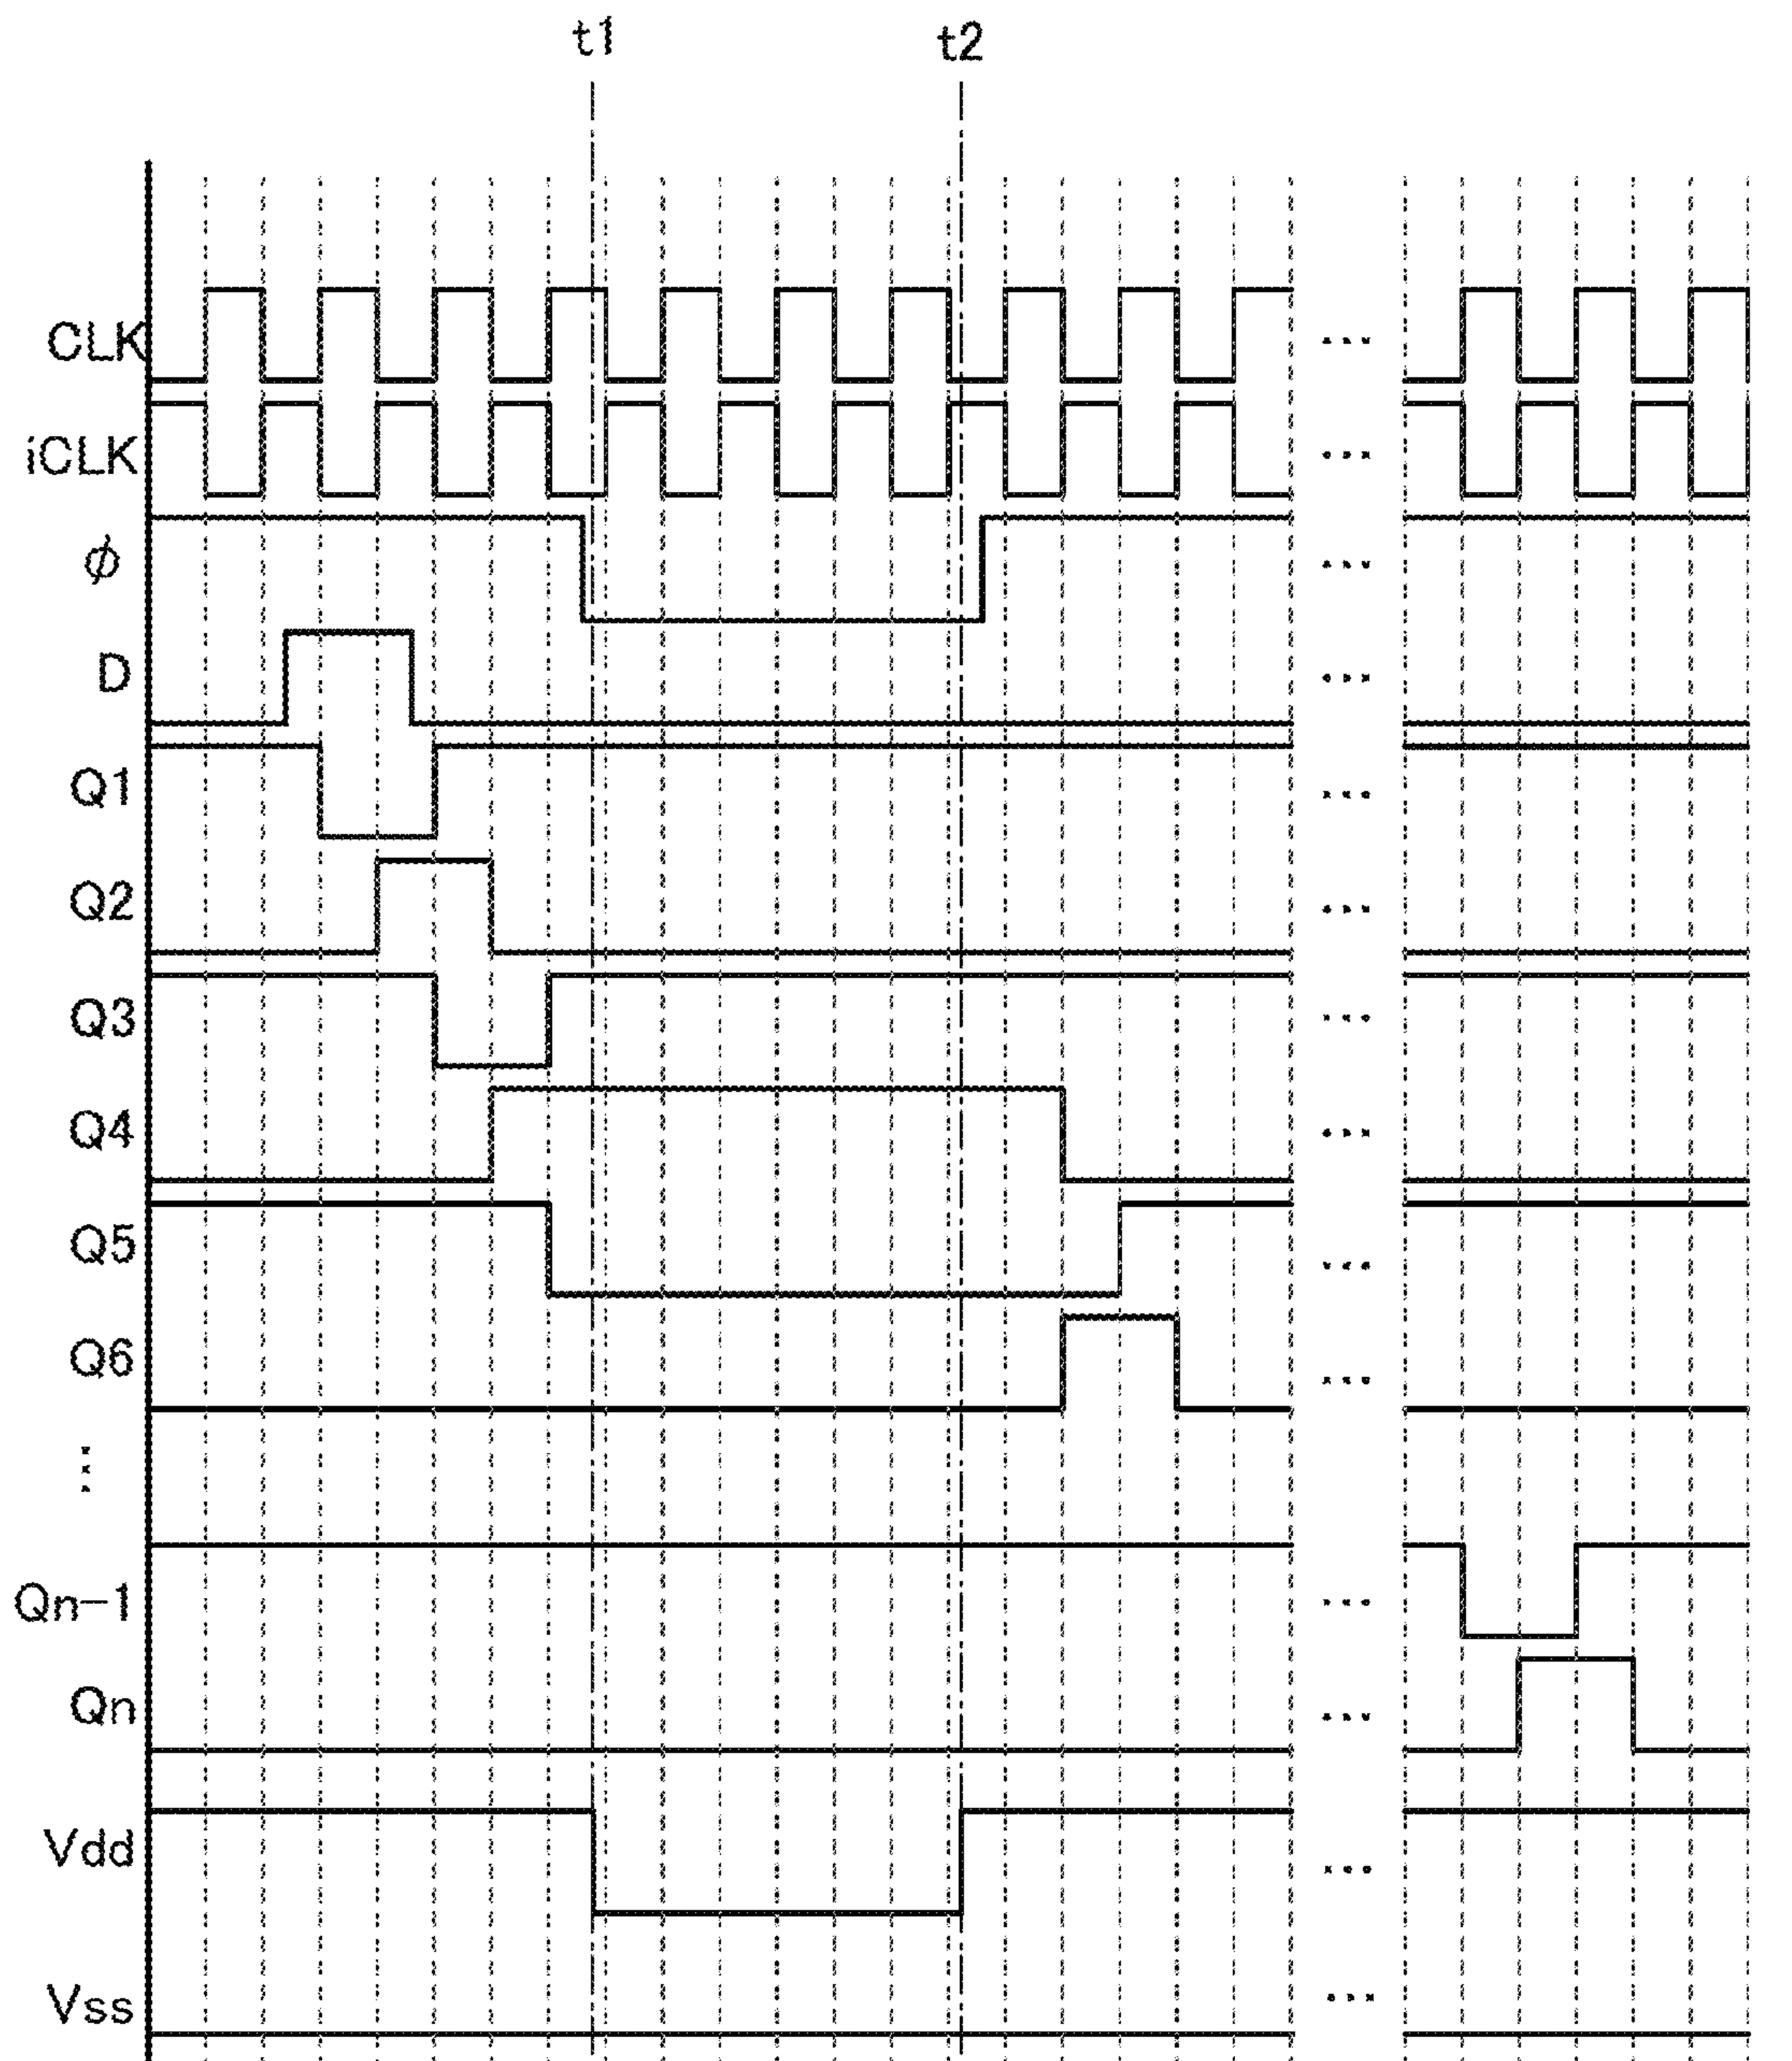 t1 t2
CLK ...
iCLK ...
ϕ ...
D ...
Q1 ...
Q2 ...
Q3 ...
Q4 ...
Q5 ...
Q6 ...
⋮
Qn-1 ...
Qn ...
Vdd ...
Vss ...